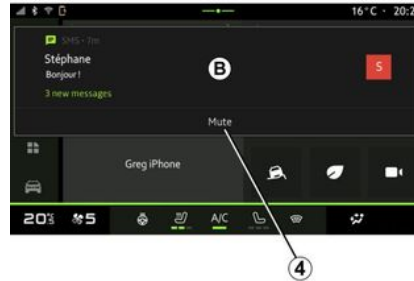 16°C · 20:2
SMS - 7m
Stéphane
Bonjour !
3 new messages
B
S
Mute
Greg iPhone
20°5 5 A/C
4